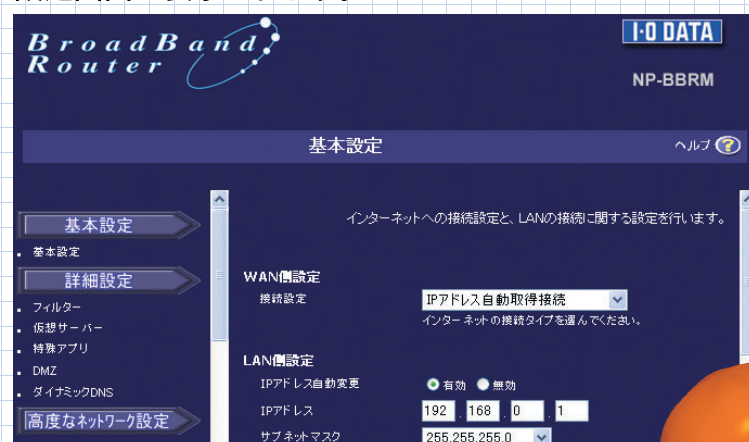 BroadBand
Router
I-O DATA
NP-BBRM
基本設定
ヘルプ ?
基本設定
基本設定
詳細設定
フィルター
仮想サーバー
特殊アプリ
DMZ
ダイナミックDNS
高度なネットワーク設定
インターネットへの接続設定と、LANの接続に関する設定を行います。
WAN側設定
接続設定 IPアドレス自動取得接続
インターネットの接続タイプを選んでください。
LAN側設定
IPアドレス自動変更 有効 無効
IPアドレス 192 . 168 . 0 . 1
サブネットマスク 255.255.255.0